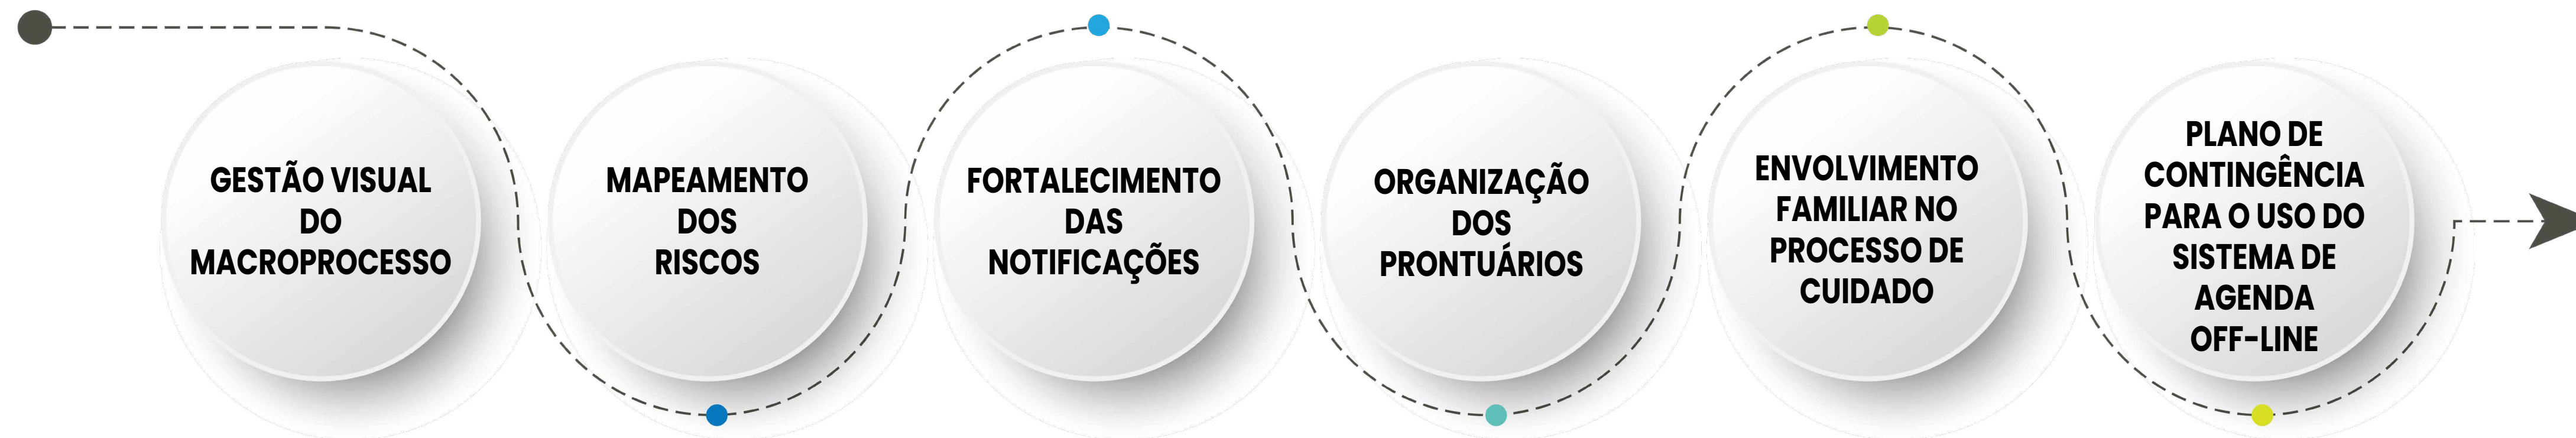 GESTÃO VISUAL
DO
MACROPROCESSO
MAPEAMENTO
DOS
RISCOS
FORTALECIMENTO
DAS
NOTIFICAÇÕES
ORGANIZAÇÃO
DOS
PRONTUÁRIOS
ENVOLVIMENTO
FAMILIAR NO
PROCESSO DE
CUIDADO
PLANO DE
CONTINGÊNCIA
PARA O USO DO
SISTEMA DE
AGENDA
OFF-LINE